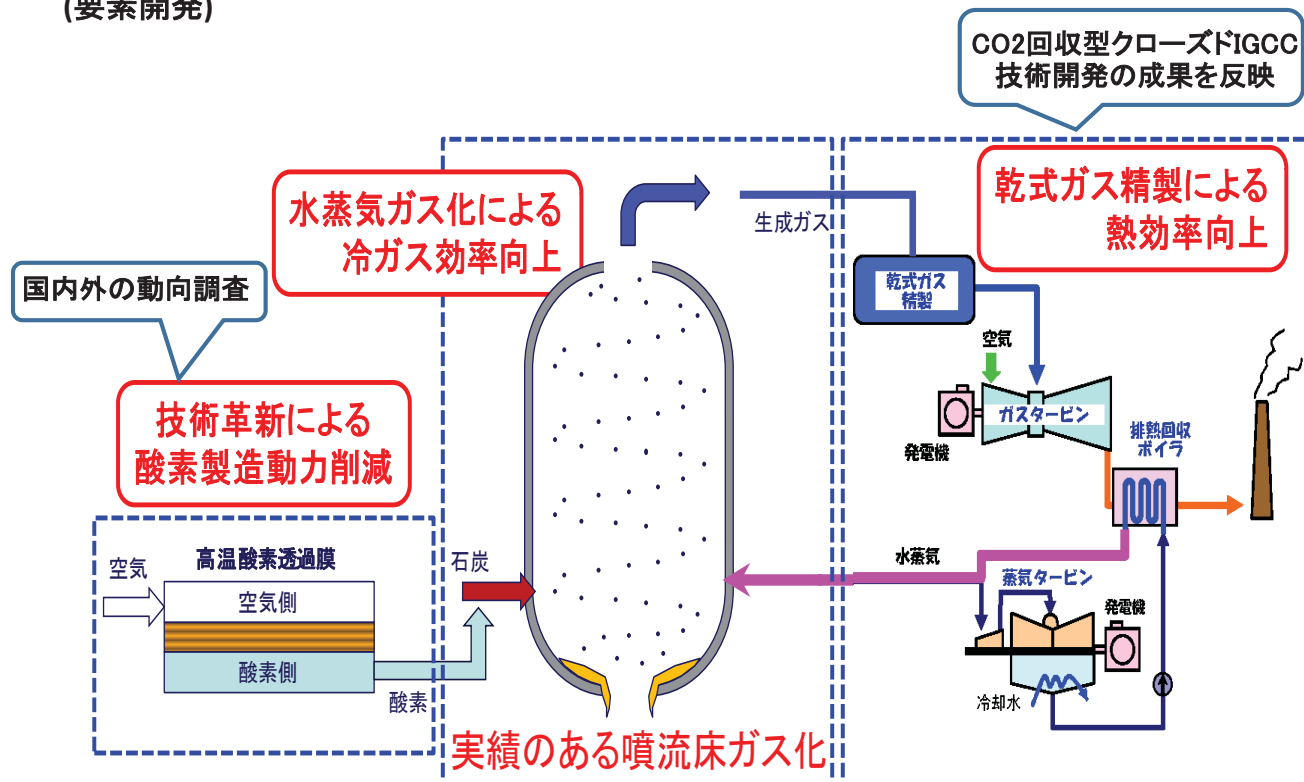 (要素開発)
CO2回収型クローズドIGCC
技術開発の成果を反映
水蒸気ガス化による
冷ガス効率向上
乾式ガス精製による
熱効率向上
生成ガス
国内外の動向調査
乾式ガス
精製
技術革新による
酸素製造動力削減
空気
ガスタービン
発電機
排熱回収
ボイラ
高温酸素透過膜
空気
空気側
酸素側
酸素
石炭
水蒸気
蒸気タービン
発電機
冷却水
実績のある噴流床ガス化